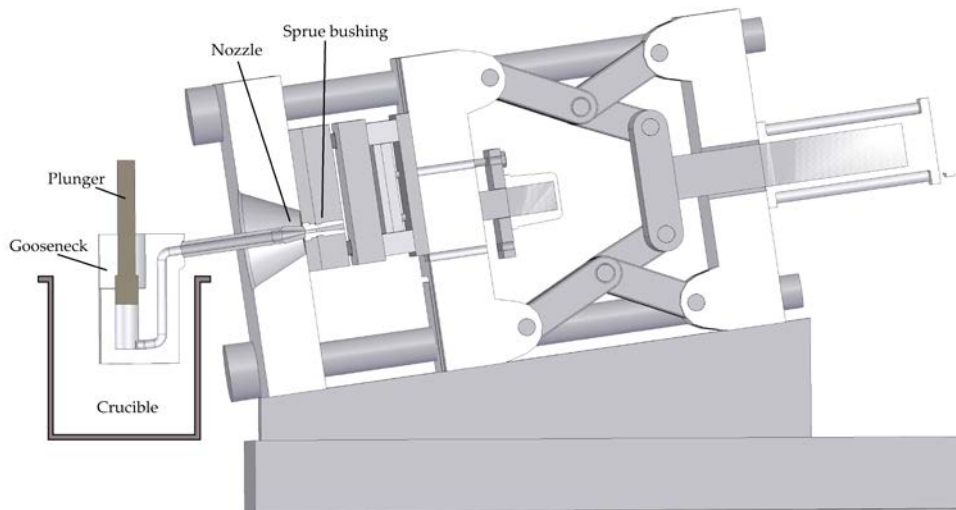 Sprue bushing
Nozzle
Plunger
Gooseneck
Crucible